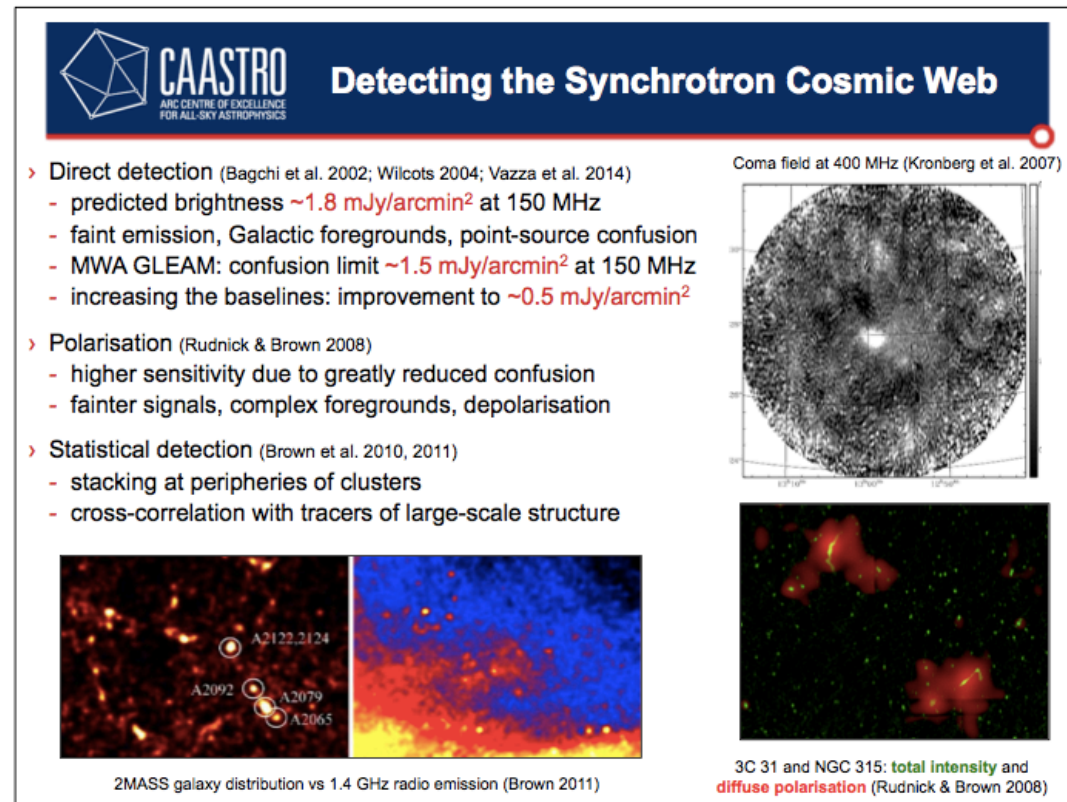 CAASTRO
ARC CENTRE OF EXCELLENCE
FOR ALL-SKY ASTROPHYSICS
Detecting the Synchrotron Cosmic Web
› Direct detection (Bagchi et al. 2002; Wilcots 2004; Vazza et al. 2014)
- predicted brightness ~1.8 mJy/arcmin² at 150 MHz
- faint emission, Galactic foregrounds, point-source confusion
- MWA GLEAM: confusion limit ~1.5 mJy/arcmin² at 150 MHz
- increasing the baselines: improvement to ~0.5 mJy/arcmin²
› Polarisation (Rudnick & Brown 2008)
- higher sensitivity due to greatly reduced confusion
- fainter signals, complex foregrounds, depolarisation
› Statistical detection (Brown et al. 2010, 2011)
- stacking at peripheries of clusters
- cross-correlation with tracers of large-scale structure
A2122,2124
A2092
A2079
A2065
2MASS galaxy distribution vs 1.4 GHz radio emission (Brown 2011)
Coma field at 400 MHz (Kronberg et al. 2007)
3C 31 and NGC 315: total intensity and
diffuse polarisation (Rudnick & Brown 2008)